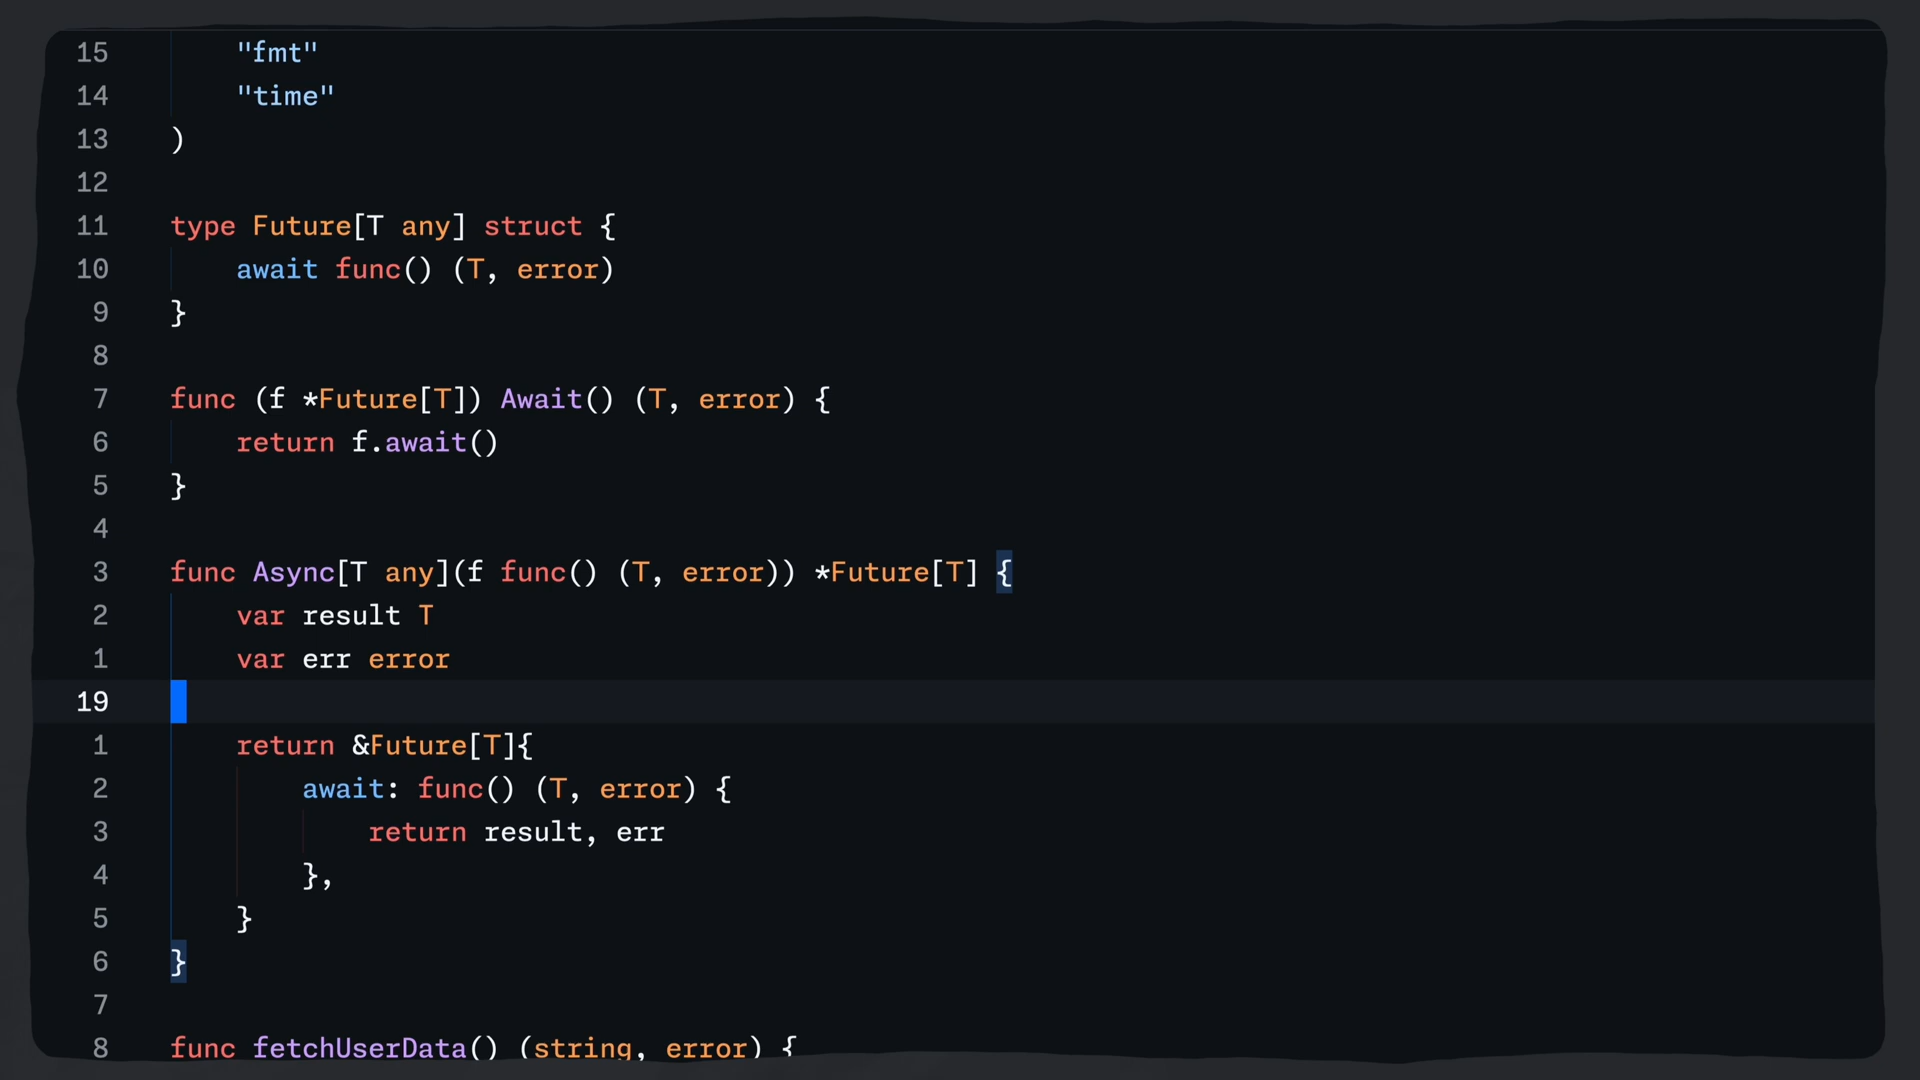 15 "fmt"
14 "time"
13 )
12
11 type Future[T any] struct {
10 await func() (T, error)
9 }
8
7 func (f *Future[T]) Await() (T, error) {
6 return f.await()
5 }
4
3 func Async[T any](f func() (T, error)) *Future[T] {
2 var result T
1 var err error
19
1 return &Future[T]{
2 await: func() (T, error) {
3 return result, err
4 },
5 }
6 }
7
8 func fetchUserData() (string, error) {